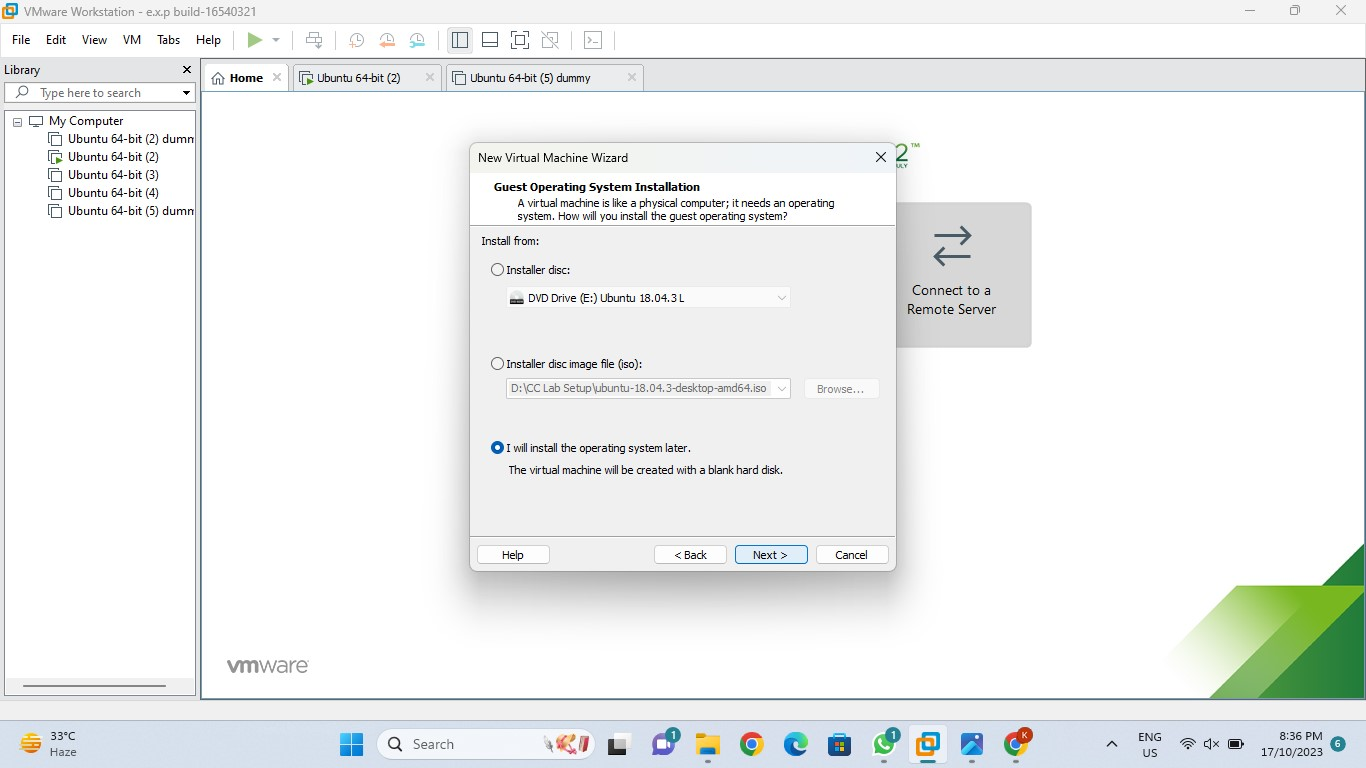 VMware Workstation - e.x.p build-16540321
File Edit View VM Tabs Help
Library
Type here to search
My Computer
Ubuntu 64-bit (2) dumm
Ubuntu 64-bit (2)
Ubuntu 64-bit (3)
Ubuntu 64-bit (4)
Ubuntu 64-bit (5) dumm
Home
Ubuntu 64-bit (2)
Ubuntu 64-bit (5) dummy
2™
New Virtual Machine Wizard
Guest Operating System Installation
A virtual machine is like a physical computer; it needs an operating
system. How will you install the guest operating system?
Install from:
Installer disc:
DVD Drive (E:) Ubuntu 18.04.3 L
Installer disc image file (iso):
D:\CC Lab Setup\ubuntu-18.04.3-desktop-amd64.iso
Browse...
I will install the operating system later.
The virtual machine will be created with a blank hard disk.
Help
< Back
Next >
Cancel
Connect to a
Remote Server
vmware
33°C
Haze
Search
1
1
K
ENG
US
8:36 PM
17/10/2023
6